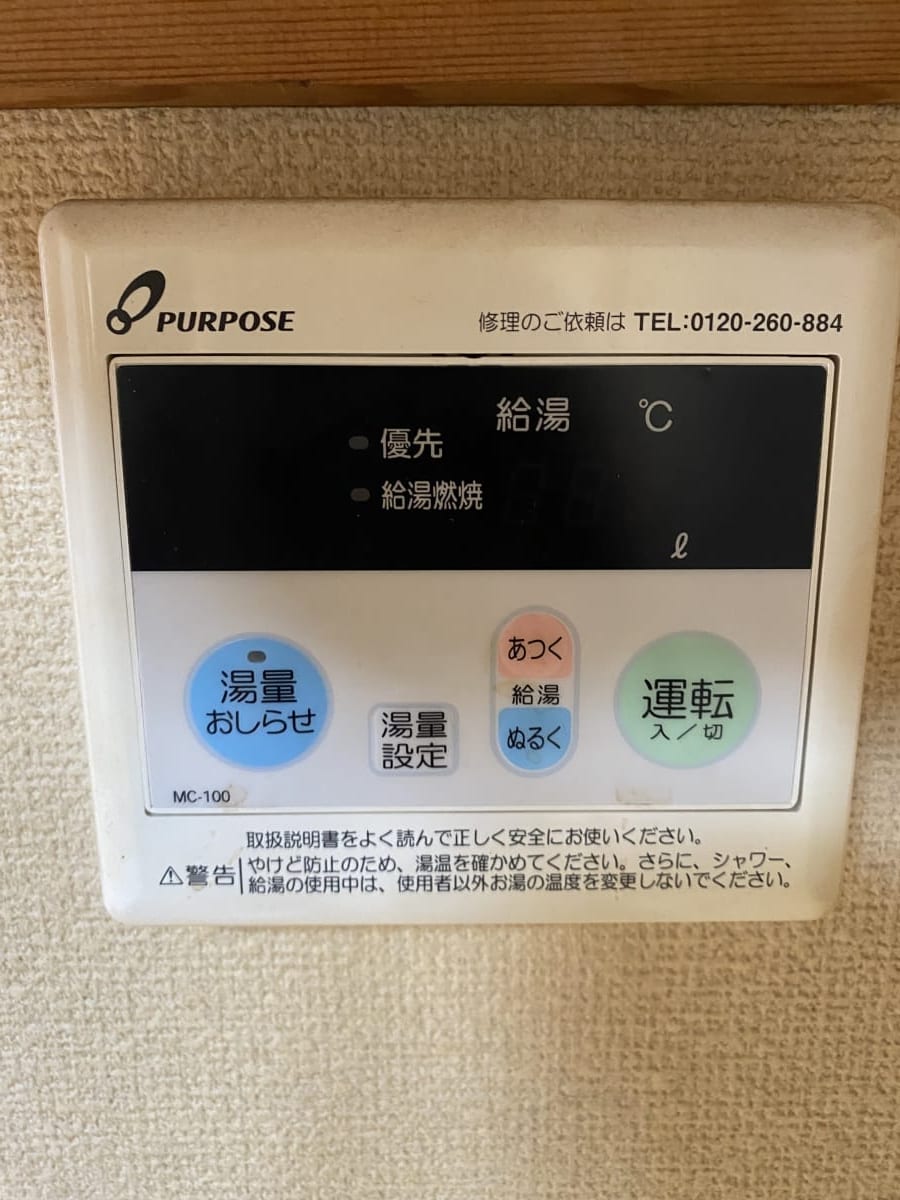 PURPOSE
修理のご依頼は TEL:0120-260-884
給湯 ℃
優先
給湯燃焼
ℓ
湯量
おしらせ
湯量
設定
あつく
給湯
ぬるく
運転
入/切
MC-100
取扱説明書をよく読んで正しく安全にお使いください。
⚠警告
やけど防止のため、湯温を確かめてください。さらに、シャワー、
給湯の使用中は、使用者以外お湯の温度を変更しないでください。